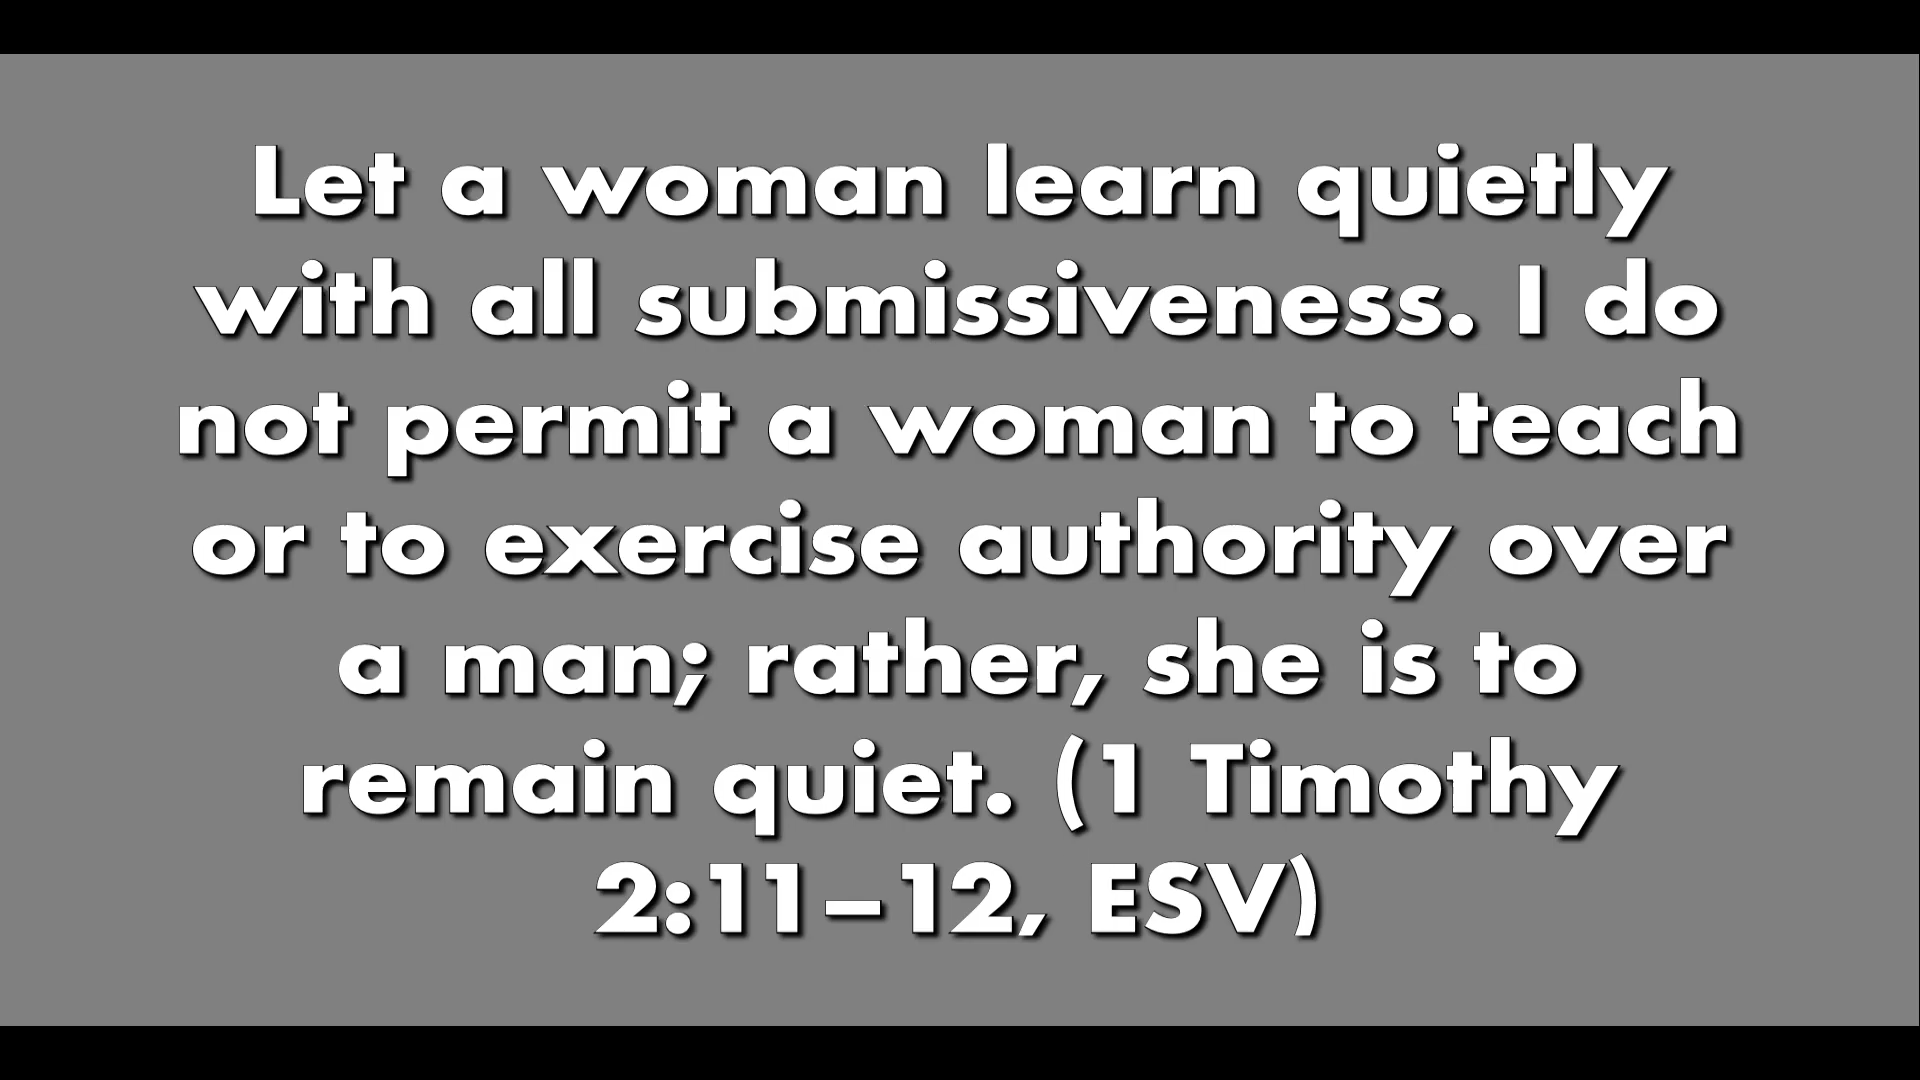 Let a woman learn quietly
with all submissiveness. I do
not permit a woman to teach
or to exercise authority over
a man; rather, she is to
remain quiet. (1 Timothy
2:11–12, ESV)